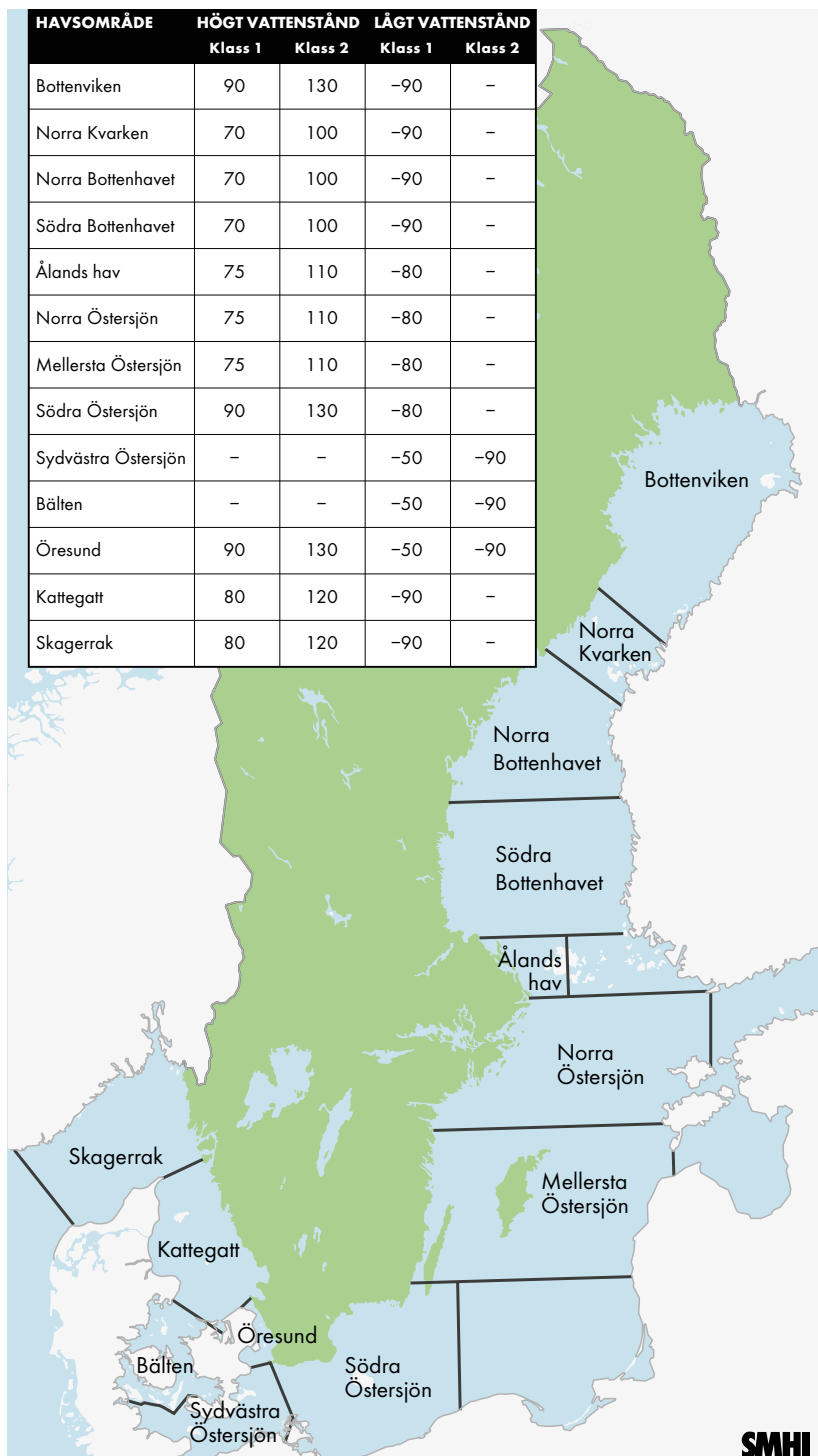 HAVSOMRÅDE HÖGT VATTENSTÅND LÅGT VATTENSTÅND
Klass 1 Klass 2 Klass 1 Klass 2
Bottenviken 90 130 −90 –
Norra Kvarken 70 100 −90 –
Norra Bottenhavet 70 100 −90 –
Södra Bottenhavet 70 100 −90 –
Ålands hav 75 110 −80 –
Norra Östersjön 75 110 −80 –
Mellersta Östersjön 75 110 −80 –
Södra Östersjön 90 130 −80 –
Sydvästra Östersjön – – −50 −90
Bälten – – −50 −90
Öresund 90 130 −50 −90
Kattegatt 80 120 −90 –
Skagerrak 80 120 −90 –
Bottenviken
Norra
Kvarken
Norra
Bottenhavet
Södra
Bottenhavet
Ålands
hav
Norra
Östersjön
Skagerrak
Mellersta
Östersjön
Kattegatt
Öresund
Bälten
Södra
Östersjön
Sydvästra
Östersjön
SMHI